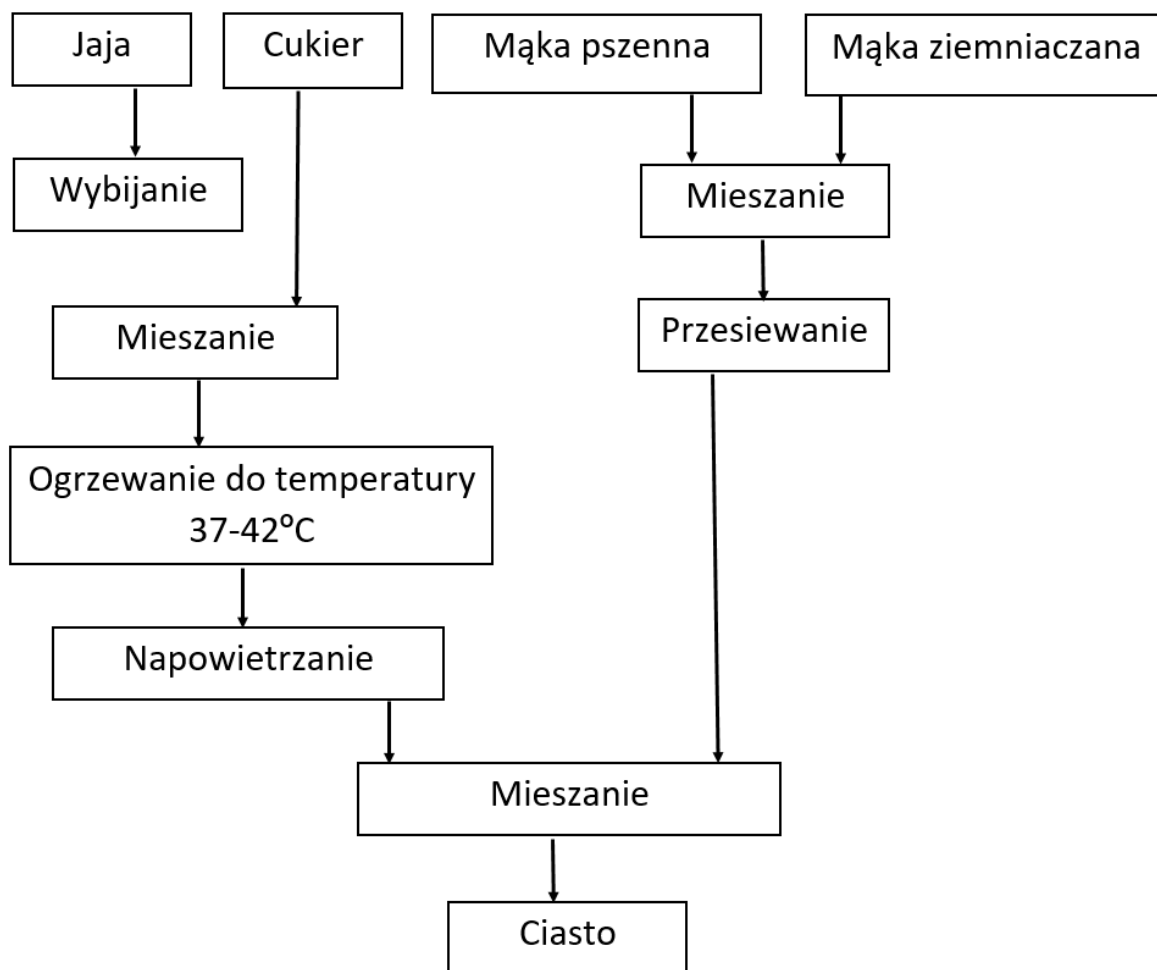 Jaja
Cukier
Mąka pszenna
Mąka ziemniaczana
Wybijanie
Mieszanie
Mieszanie
Przesiewanie
Ogrzewanie do temperatury
37-42°C
Napowietrzanie
Mieszanie
Ciasto